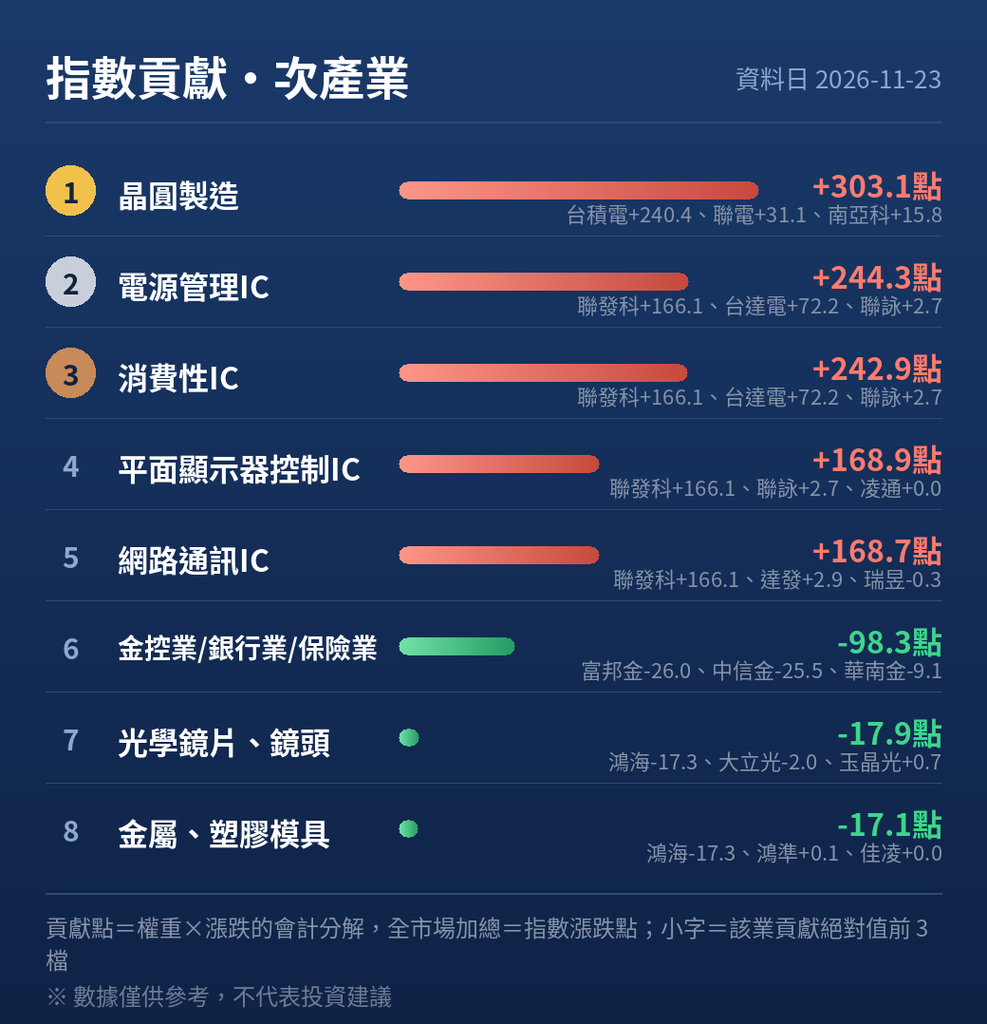 指數貢獻・次產業
資料日 2026-11-23
1 晶圓製造 +303.1點
台積電+240.4、聯電+31.1、南亞科+15.8
2 電源管理IC +244.3點
聯發科+166.1、台達電+72.2、聯詠+2.7
3 消費性IC +242.9點
聯發科+166.1、台達電+72.2、聯詠+2.7
4 平面顯示器控制IC +168.9點
聯發科+166.1、聯詠+2.7、凌通+0.0
5 網路通訊IC +168.7點
聯發科+166.1、達發+2.9、瑞昱-0.3
6 金控業/銀行業/保險業 -98.3點
富邦金-26.0、中信金-25.5、華南金-9.1
7 光學鏡片、鏡頭 -17.9點
鴻海-17.3、大立光-2.0、玉晶光+0.7
8 金屬、塑膠模具 -17.1點
鴻海-17.3、鴻準+0.1、佳凌+0.0
貢獻點＝權重×漲跌的會計分解，全市場加總＝指數漲跌點；小字＝該業貢獻絕對值前 3
檔
※ 數據僅供參考，不代表投資建議